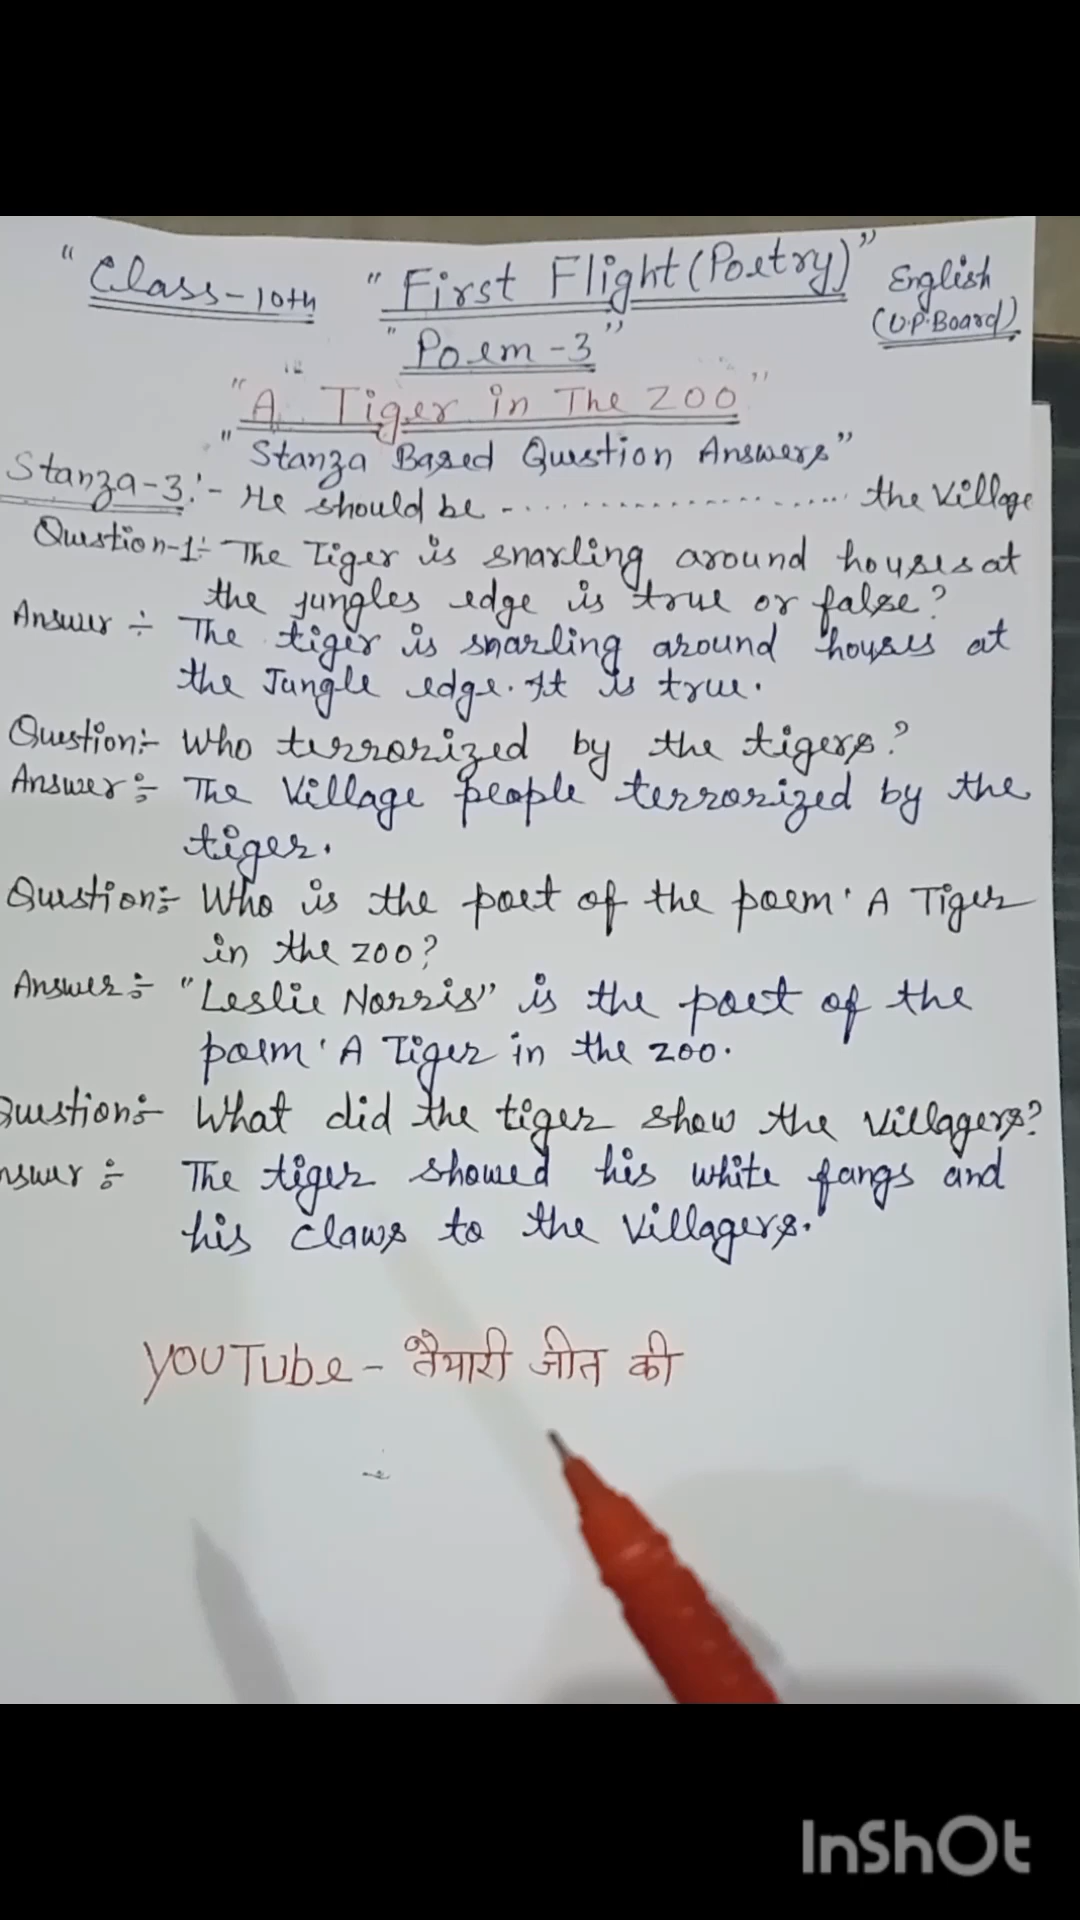 "Class-10th "First Flight (Poetry)" English
(U.P. Board)
"Poem-3"
"A Tiger in The Zoo"
"Stanza Based Question Answers"
Stanza-3:- He should be .................... the Village
Question-1:- The Tiger is snarling around houses at
the jungles edge is true or false?
Answer :- The tiger is snarling around houses at
the Jungle edge. It is true.
Question:- Who terrorized by the tigers?
Answer:- The Village people terrorized by the
tiger.
Question:- Who is the poet of the poem 'A Tiger
in the zoo?
Answer:- "Leslie Norris" is the poet of the
poem 'A Tiger in the zoo.
Question:- What did the tiger show the Villagers?
nswer :- The tiger showed his white fangs and
his claws to the Villagers.
YouTube - तैयारी जीत की
InShOt